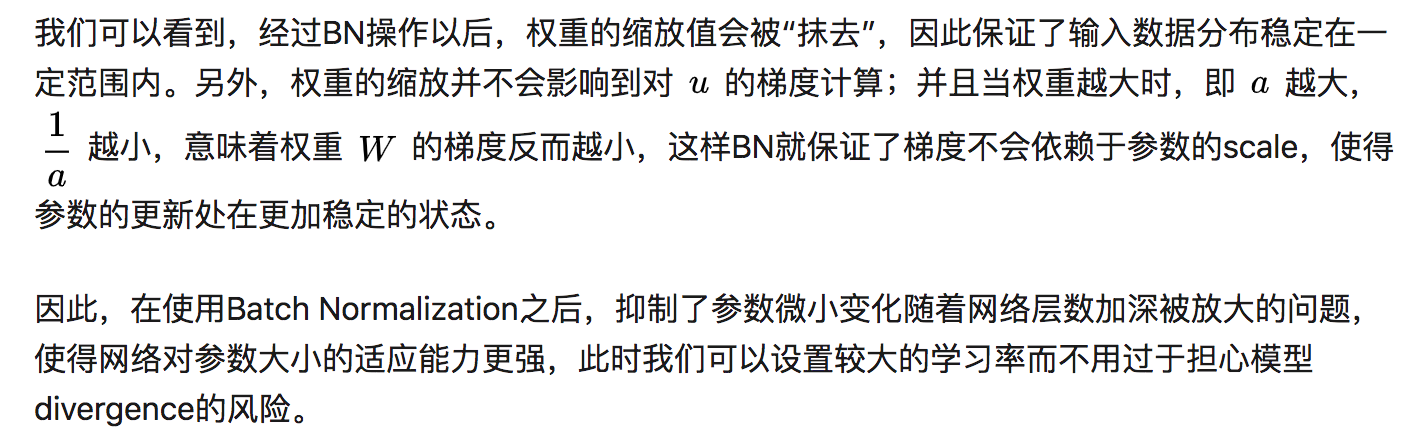 我们可以看到，经过BN操作以后，权重的缩放值会被“抹去”，因此保证了输入数据分布稳定在一
定范围内。另外，权重的缩放并不会影响到对 u 的梯度计算；并且当权重越大时，即 a 越大，
1/a 越小，意味着权重 W 的梯度反而越小，这样BN就保证了梯度不会依赖于参数的scale，使得
参数的更新处在更加稳定的状态。
因此，在使用Batch Normalization之后，抑制了参数微小变化随着网络层数加深被放大的问题，
使得网络对参数大小的适应能力更强，此时我们可以设置较大的学习率而不用过于担心模型
divergence的风险。